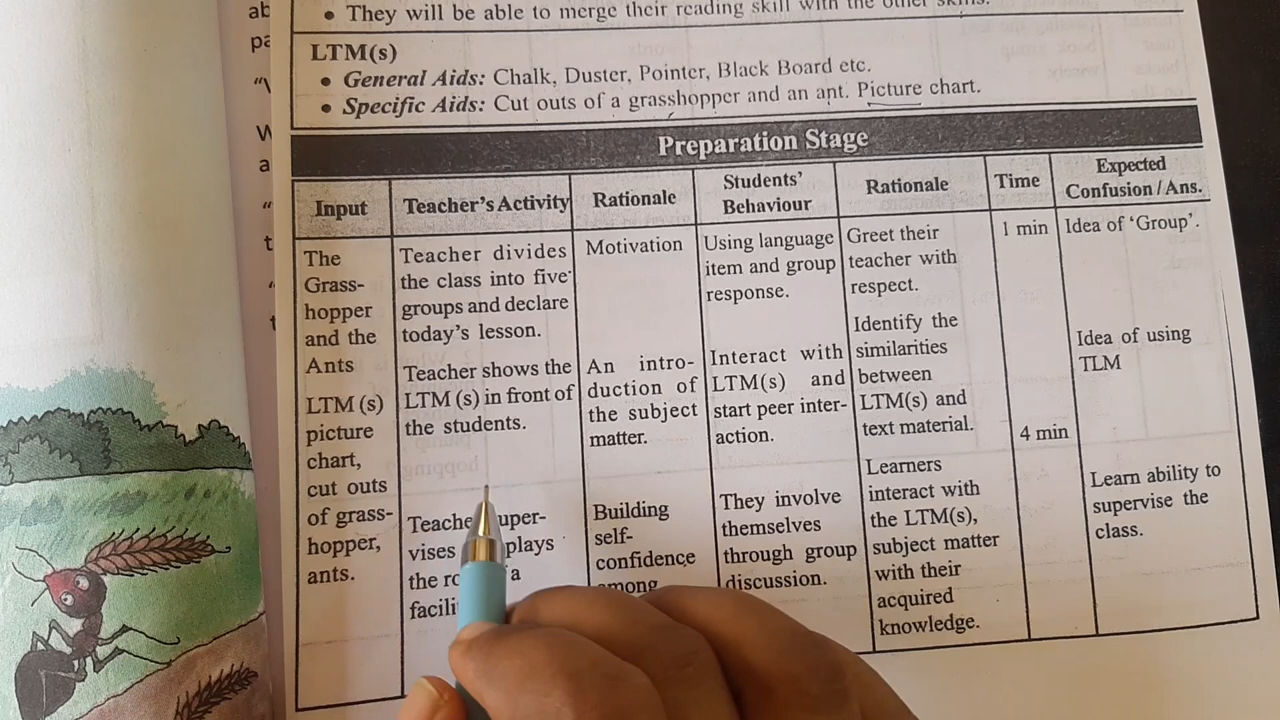 They will be able to merge their reading skill with the other skills.
LTM(s)
General Aids: Chalk, Duster, Pointer, Black Board etc.
Specific Aids: Cut outs of a grasshopper and an ant. Picture chart.
Preparation Stage
Input
Teacher's Activity
Rationale
Students'
Behaviour
Rationale
Time
Expected
Confusion / Ans.
The
Grass-
hopper
and the
Ants
LTM (s)
picture
chart,
cut outs
of grass-
hopper,
ants.
Teacher divides
the class into five
groups and declare
today's lesson.
Teacher shows the
LTM (s) in front of
the students.
vises plays
the a
Motivation
An intro-
duction of
the subject
matter.
Building
self-
confidence
among
Using language
item and group
response.
Interact with
LTM(s) and
start peer inter-
action.
They involve
themselves
through group
discussion.
Greet their
teacher with
respect.
Identify the
similarities
between
LTM(s) and
text material.
Learners
interact with
the LTM(s),
subject matter
with their
acquired
knowledge.
1 min
4 min
Idea of 'Group'.
Idea of using
TLM
Learn ability to
supervise the
class.